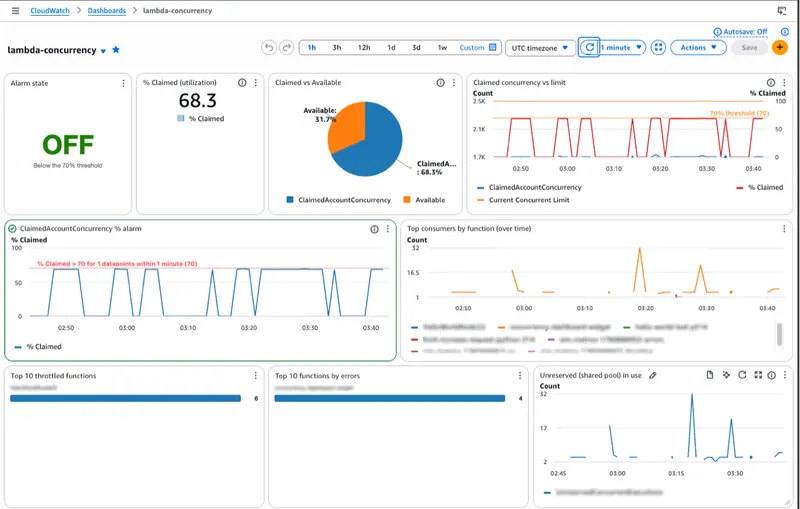 CloudWatch > Dashboards > lambda-concurrency
Autosave: Off
lambda-concurrency
1h 3h 12h 1d 3d 1w Custom
UTC timezone
1 minute
Actions
Save
Alarm state
OFF
Below the 70% threshold
% Claimed (utilization)
68.3
% Claimed
Claimed vs Available
Available:
31.7%
ClaimedA...
: 68.3%
ClaimedAccountConcurrency
Available
Claimed concurrency vs limit
Count
% Claimed
2.5K
100
70% threshold (70)
2.1K
50
1.7K
0
02:50 03:00 03:10 03:20 03:30 03:40
ClaimedAccountConcurrency
% Claimed
Current Concurrent Limit
ClaimedAccountConcurrency % alarm
% Claimed
100
% Claimed > 70 for 1 datapoints within 1 minute (70)
50
0
02:50 03:00 03:10 03:20 03:30 03:40
% Claimed
Top consumers by function (over time)
Count
32
16.5
1
02:50 03:00 03:10 03:20 03:30 03:40
Top 10 throttled functions
6
Top 10 functions by errors
4
Unreserved (shared pool) in use
Count
32
17
2
02:45 03:00 03:15 03:30